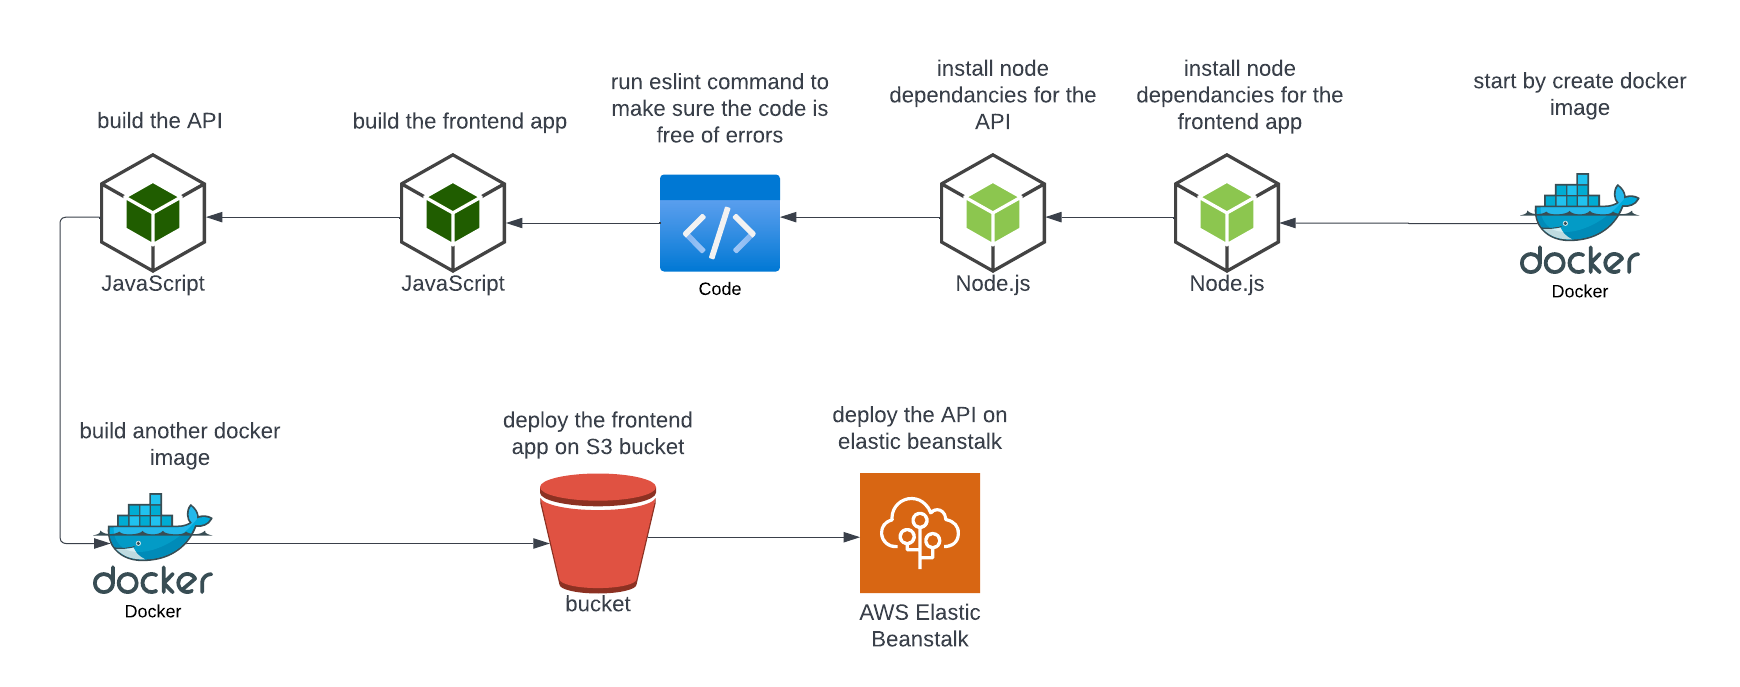 build the API
JavaScript
build the frontend app
JavaScript
run eslint command to
make sure the code is
free of errors
Code
install node
dependancies for the
API
Node.js
install node
dependancies for the
frontend app
Node.js
start by create docker
image
docker
Docker
build another docker
image
docker
Docker
deploy the frontend
app on S3 bucket
bucket
deploy the API on
elastic beanstalk
AWS Elastic
Beanstalk